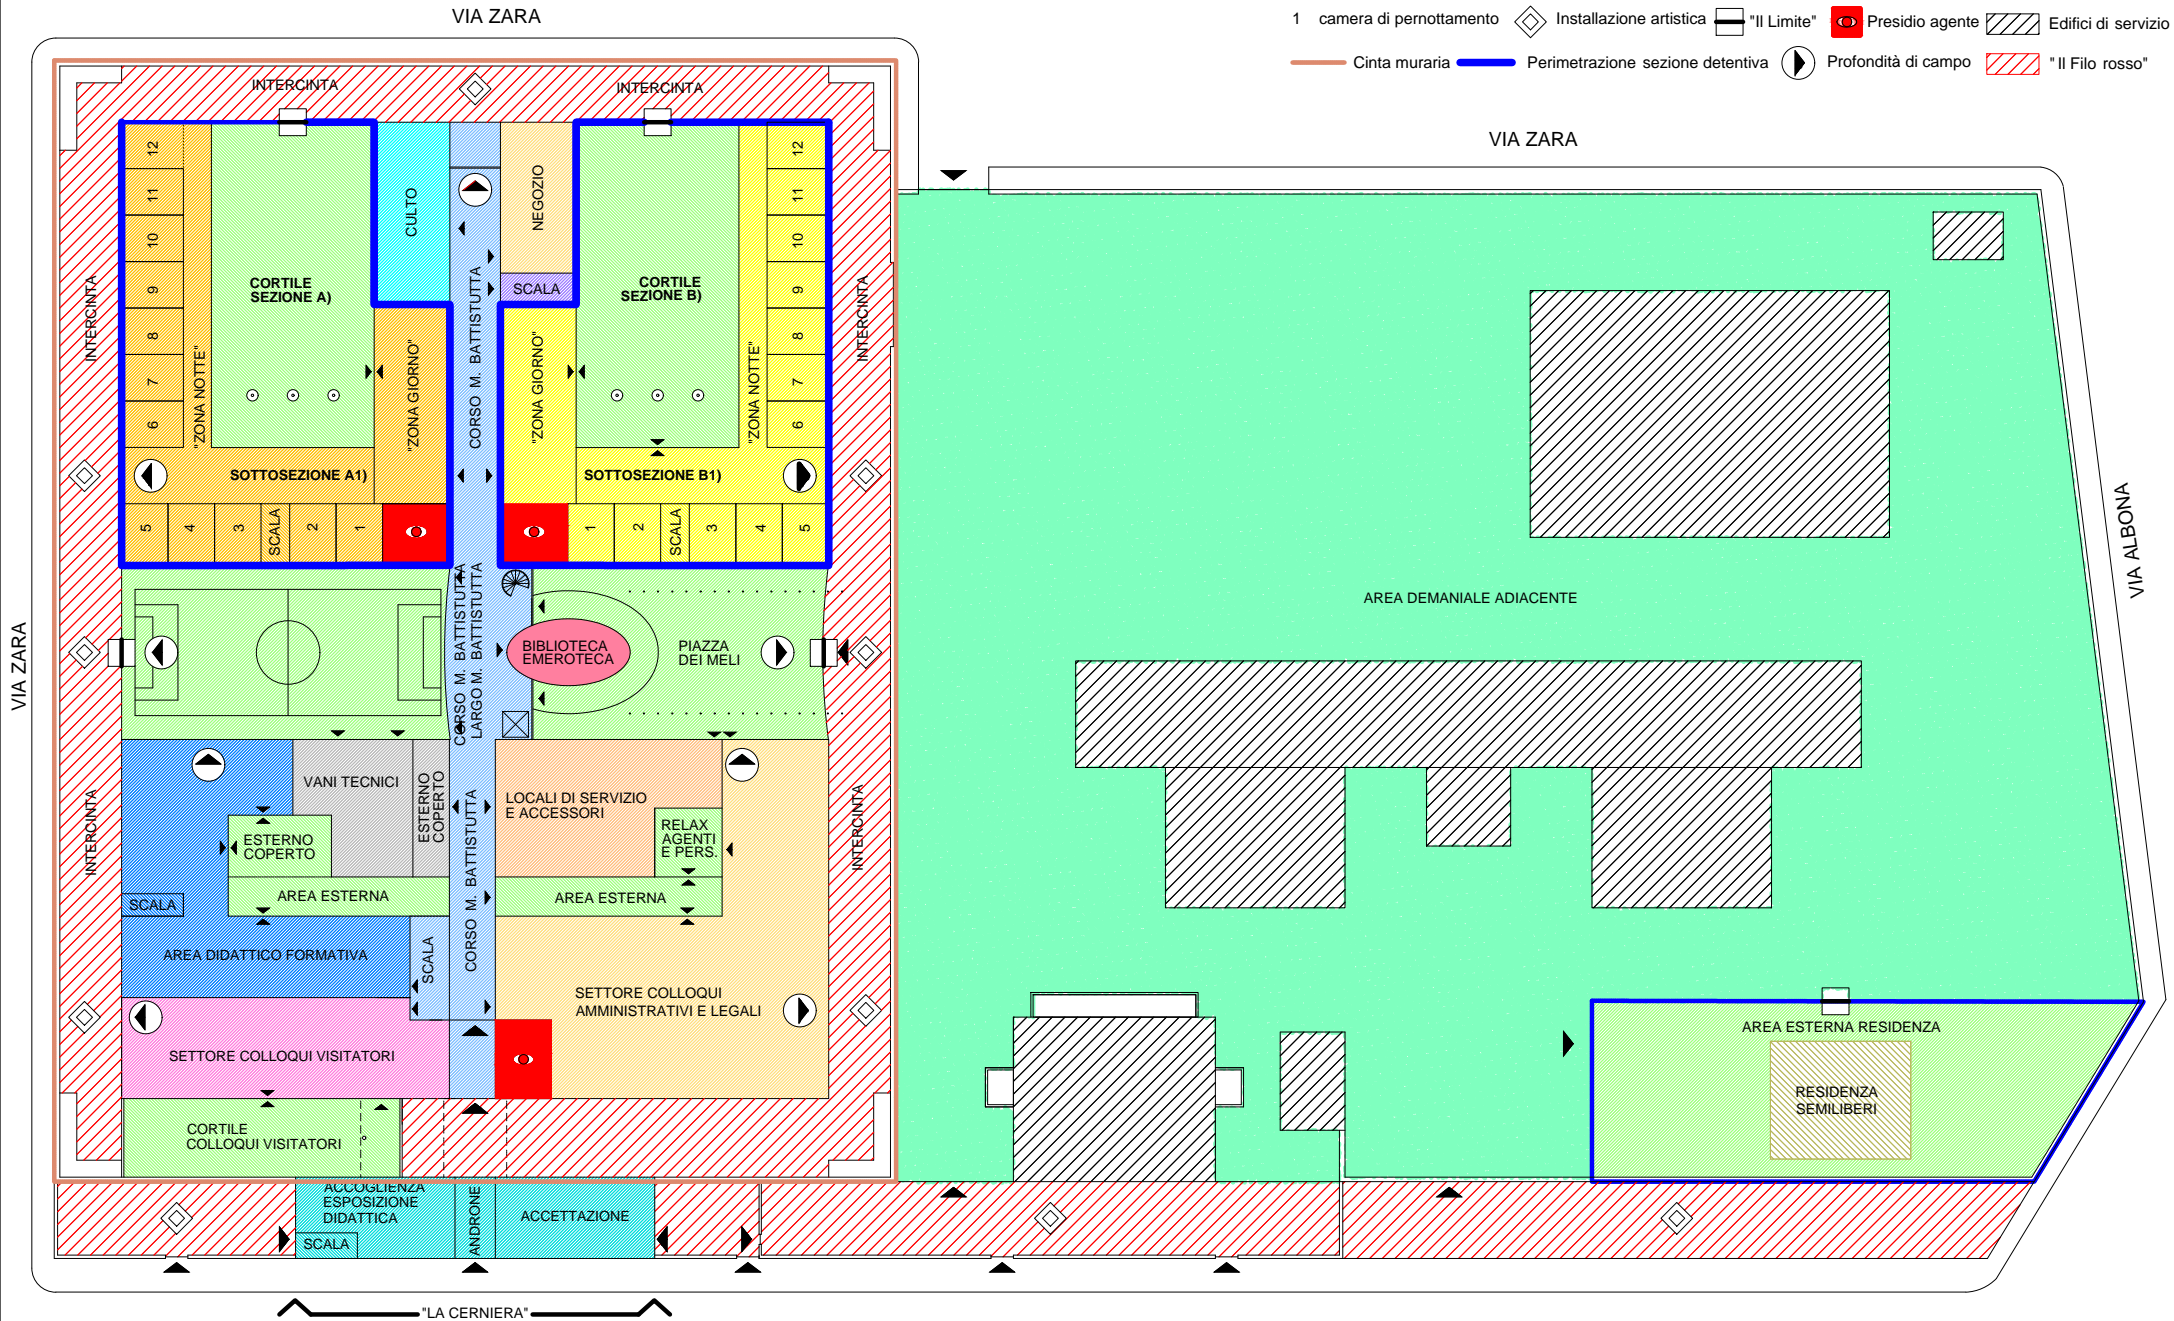 VIA ZARA
1 camera di pernottamento
Installazione artistica
"Il Limite"
Presidio agente
Edifici di servizio
Cinta muraria
Perimetrazione sezione detentiva
Profondità di campo
"Il Filo rosso"
INTERCINTA
INTERCINTA
VIA ZARA
12
11
10
9
8
7
6
"ZONA NOTTE"
CORTILE
SEZIONE A)
CULTO
NEGOZIO
SCALA
CORTILE
SEZIONE B)
"ZONA NOTTE"
12
11
10
9
8
7
6
INTERCINTA
INTERCINTA
"ZONA GIORNO"
CORSO M. BATTISTUTTA
"ZONA GIORNO"
SOTTOSEZIONE A1)
SOTTOSEZIONE B1)
5
4
3
SCALA
2
1
1
2
SCALA
3
4
5
VIA ALBONA
AREA DEMANIALE ADIACENTE
VIA ZARA
CORSO M. BATTISTUTTA
LARGO M. BATTISTUTTA
BIBLIOTECA
EMEROTECA
PIAZZA
DEI MELI
INTERCINTA
INTERCINTA
VANI TECNICI
ESTERNO
COPERTO
CORSO M. BATTISTUTTA
LOCALI DI SERVIZIO
E ACCESSORI
RELAX
AGENTI
E PERS.
ESTERNO
COPERTO
AREA ESTERNA
AREA ESTERNA
SCALA
AREA DIDATTICO FORMATIVA
SCALA
SETTORE COLLOQUI
AMMINISTRATIVI E LEGALI
SETTORE COLLOQUI VISITATORI
AREA ESTERNA RESIDENZA
RESIDENZA
SEMILIBERI
CORTILE
COLLOQUI VISITATORI
ACCOGLIENZA
ESPOSIZIONE
DIDATTICA
SCALA
ANDRONE
ACCETTAZIONE
"LA CERNIERA"